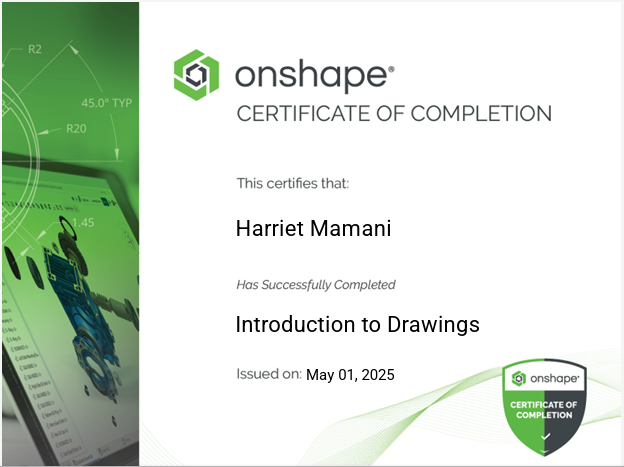 onshape®
CERTIFICATE OF COMPLETION
This certifies that:
Harriet Mamani
Has Successfully Completed
Introduction to Drawings
Issued on: May 01, 2025
onshape®
CERTIFICATE OF
COMPLETION
R2
45.0° TYP
R20
1.45